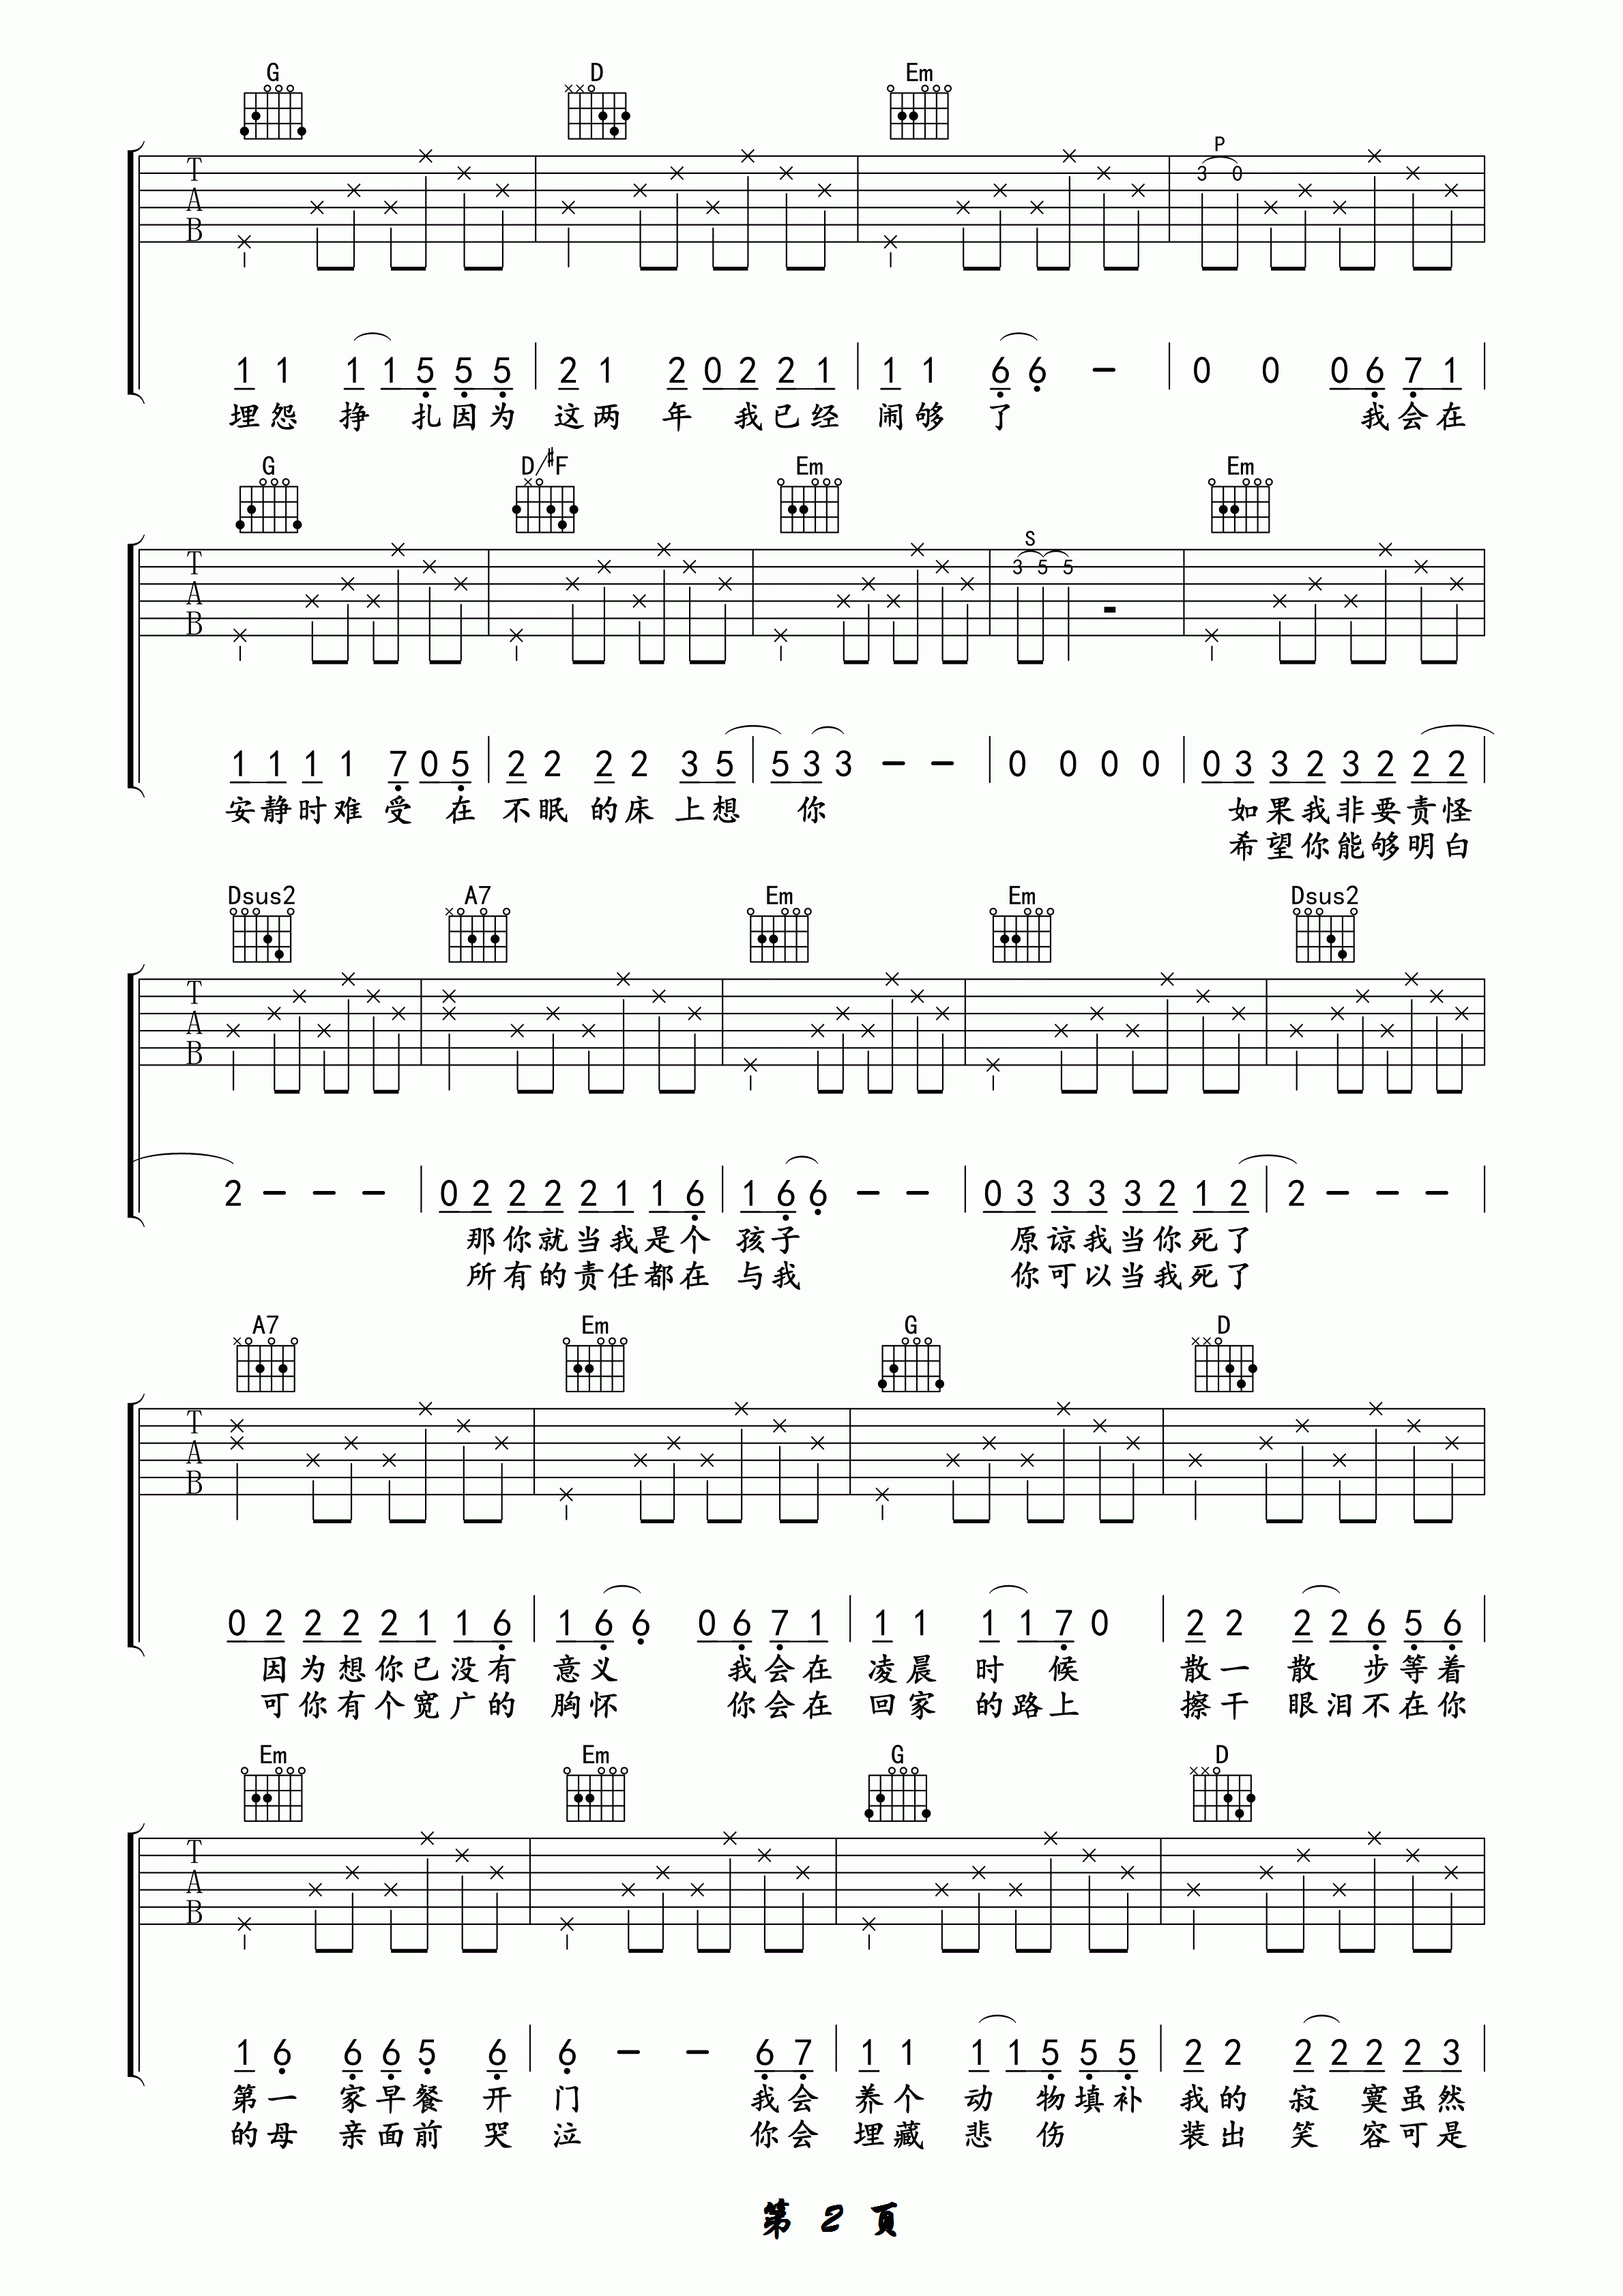 G D Em
T A B P 3 0
1 1 1 1 5 5 5 2 1 2 0 2 2 1 1 1 6 6 - 0 0 0 6 7 1
埋怨 挣 扎因为 这两 年 我已经 闹够 了 我会在
G D/#F Em Em
T A B S 3 5 5
1 1 1 1 7 0 5 2 2 2 2 3 5 5 3 3 - - 0 0 0 0 0 3 3 2 3 2 2 2
安静时难 受 在 不眠 的床 上想 你 如果我非要责怪
希望你能够明白
Dsus2 A7 Em Em Dsus2
T A B
2 - - - 0 2 2 2 2 1 1 6 1 6 6 - - 0 3 3 3 3 2 1 2 2 - - -
那你就当我是个 孩子 原谅我当你死了
所有的责任都在 与我 你可以当我死了
A7 Em G D
T A B
0 2 2 2 2 1 1 6 1 6 6 0 6 7 1 1 1 1 1 7 0 2 2 2 2 6 5 6
因为想你已没有 意义 我会在 凌晨 时 候 散一 散 步等着
可你有个宽广的 胸怀 你会在 回家 的路上 擦干 眼泪不在你
Em Em G D
T A B
1 6 6 6 5 6 6 - - 6 7 1 1 1 1 5 5 5 2 2 2 2 2 2 3
第一 家早餐 开 门 我会 养个 动 物填补 我的 寂 寞虽然
的母 亲面前 哭 泣 你会 埋藏 悲 伤 装出 笑 容可是
第 2 页